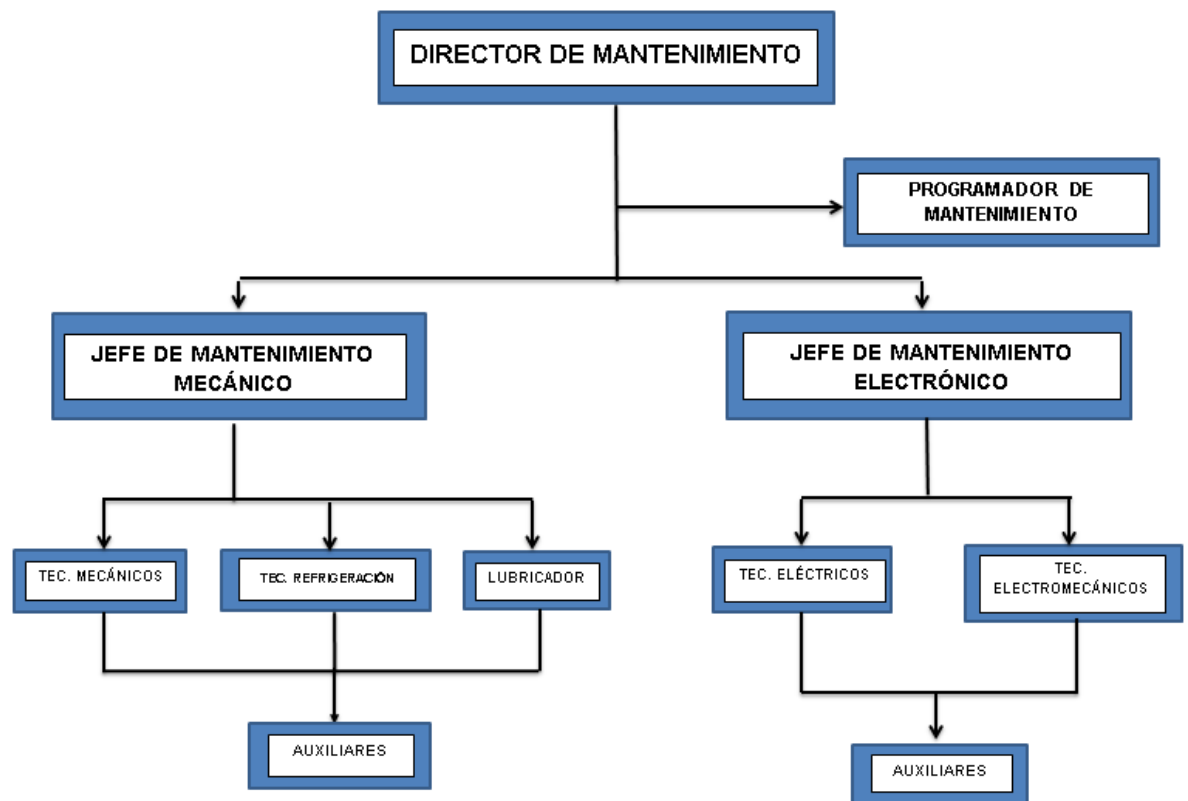 DIRECTOR DE MANTENIMIENTO
PROGRAMADOR DE
MANTENIMIENTO
JEFE DE MANTENIMIENTO
MECÁNICO
JEFE DE MANTENIMIENTO
ELECTRÓNICO
TEC. MECÁNICOS
TEC. REFRIGERACIÓN
LUBRICADOR
TEC. ELÉCTRICOS
TEC.
ELECTROMECÁNICOS
AUXILIARES
AUXILIARES